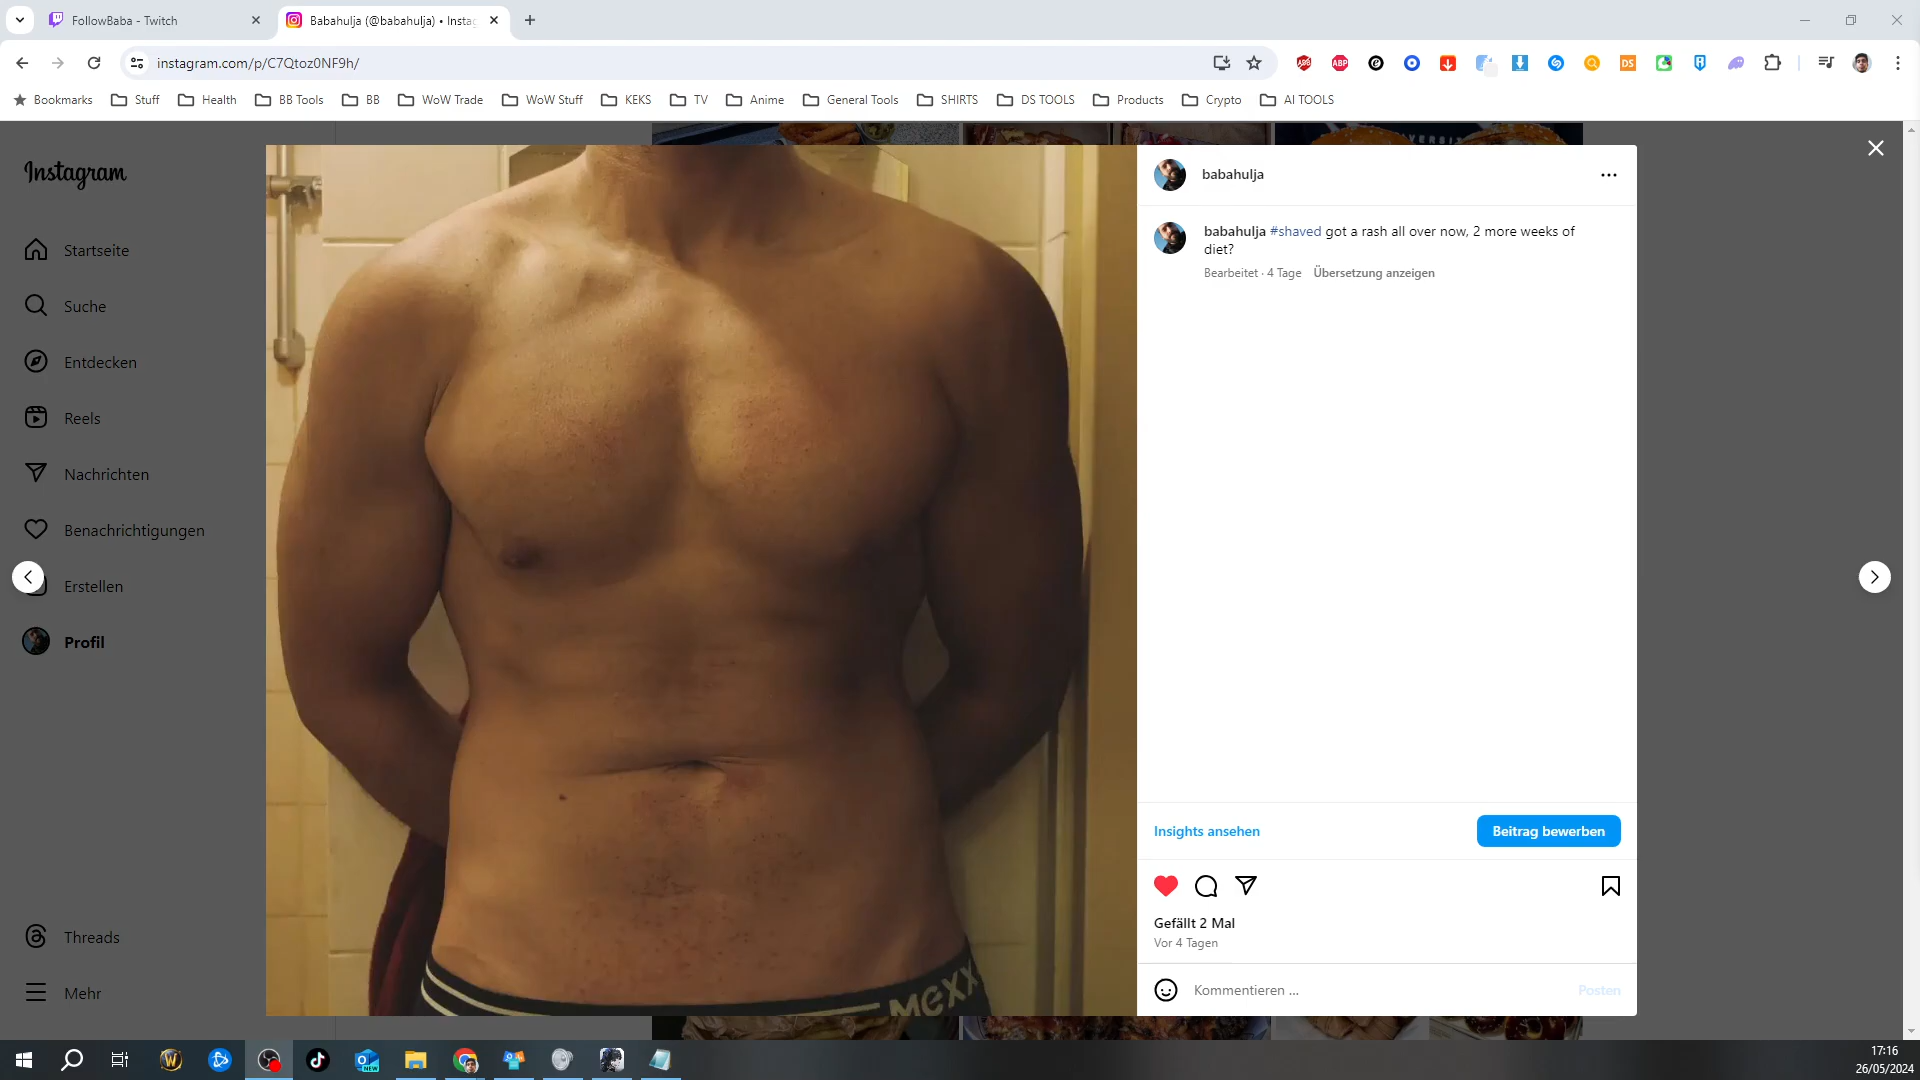 FollowBaba - Twitch
Babahulja (@babahulja) • Insta
instagram.com/p/C7Qtoz0NF9h/
Bookmarks Stuff Health BB Tools BB WoW Trade WoW Stuff KEKS TV Anime General Tools SHIRTS DS TOOLS Products Crypto AI TOOLS
Instagram
Startseite
Suche
Entdecken
Reels
Nachrichten
Benachrichtigungen
Erstellen
Profil
Threads
Mehr
MEXX
babahulja
babahulja #shaved got a rash all over now, 2 more weeks of
diet?
Bearbeitet · 4 Tage Übersetzung anzeigen
Insights ansehen
Beitrag bewerben
Gefällt 2 Mal
Vor 4 Tagen
Kommentieren ...
Posten
17:16
26/05/2024